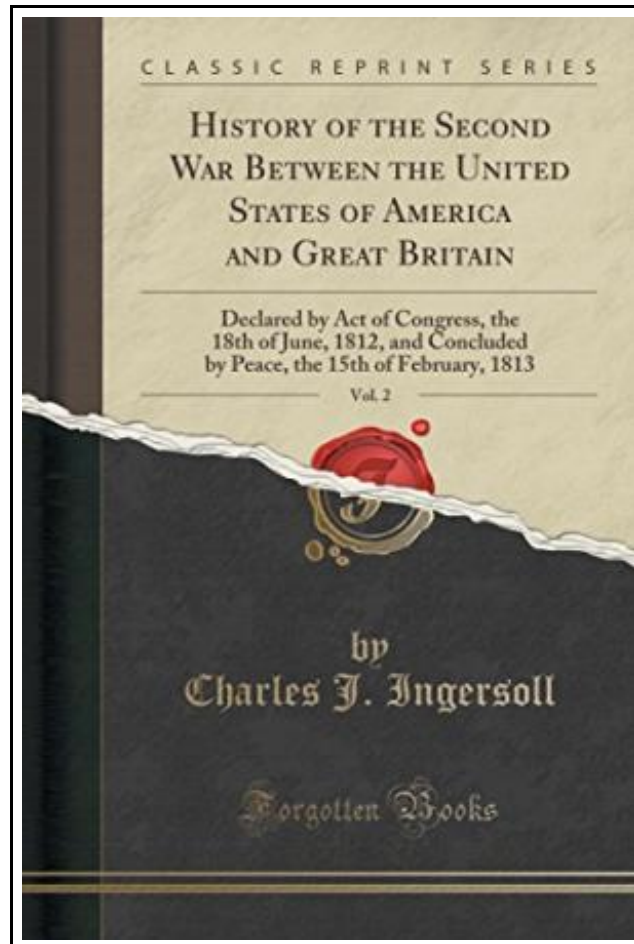 CLASSIC REPRINT SERIES
HISTORY OF THE SECOND
WAR BETWEEN THE UNITED
STATES OF AMERICA
AND GREAT BRITAIN
Declared by Act of Congress, the
18th of June, 1812, and Concluded
by Peace, the 15th of February, 1813
Vol. 2
by
Charles J. Ingersoll
Forgotten Books